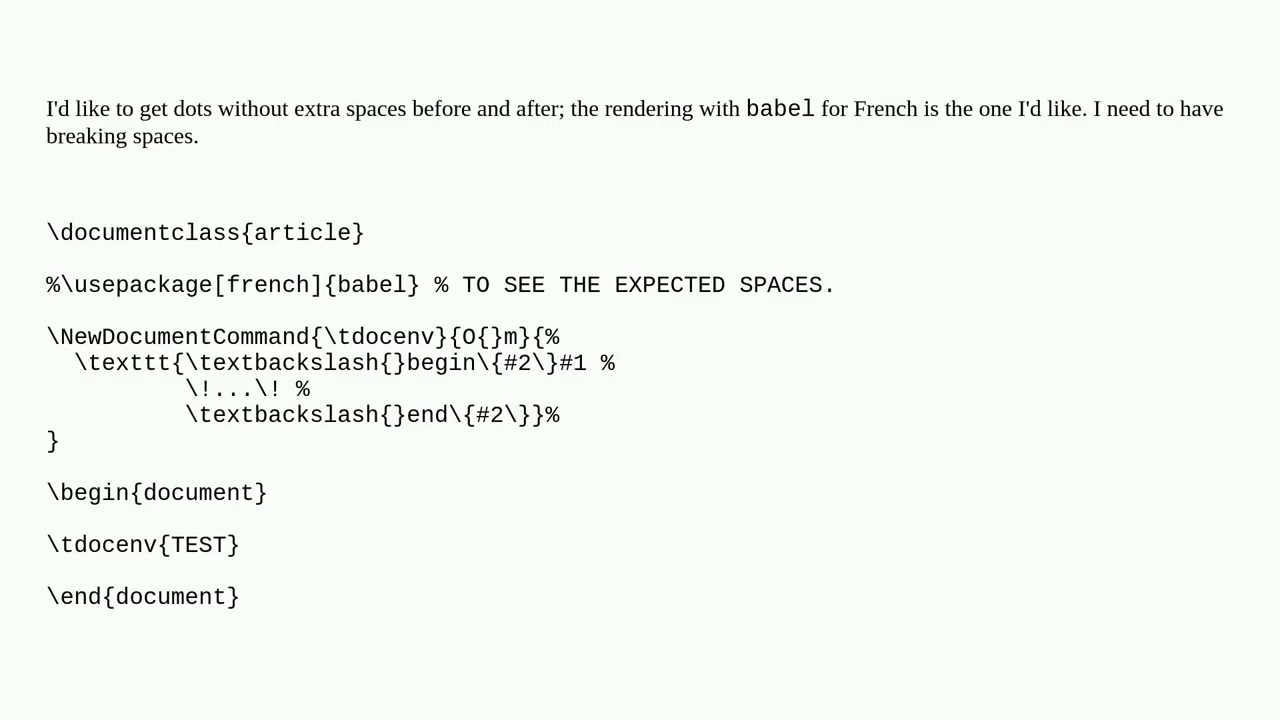 I'd like to get dots without extra spaces before and after; the rendering with babel for French is the one I'd like. I need to have
breaking spaces.
\documentclass{article}
%\usepackage[french]{babel} % TO SEE THE EXPECTED SPACES.
\NewDocumentCommand{\tdocenv}{O{}m}{%
  \texttt{\textbackslash{}begin\{#2\}#1 %
          \!...\! %
          \textbackslash{}end\{#2\}}%
}
\begin{document}
\tdocenv{TEST}
\end{document}